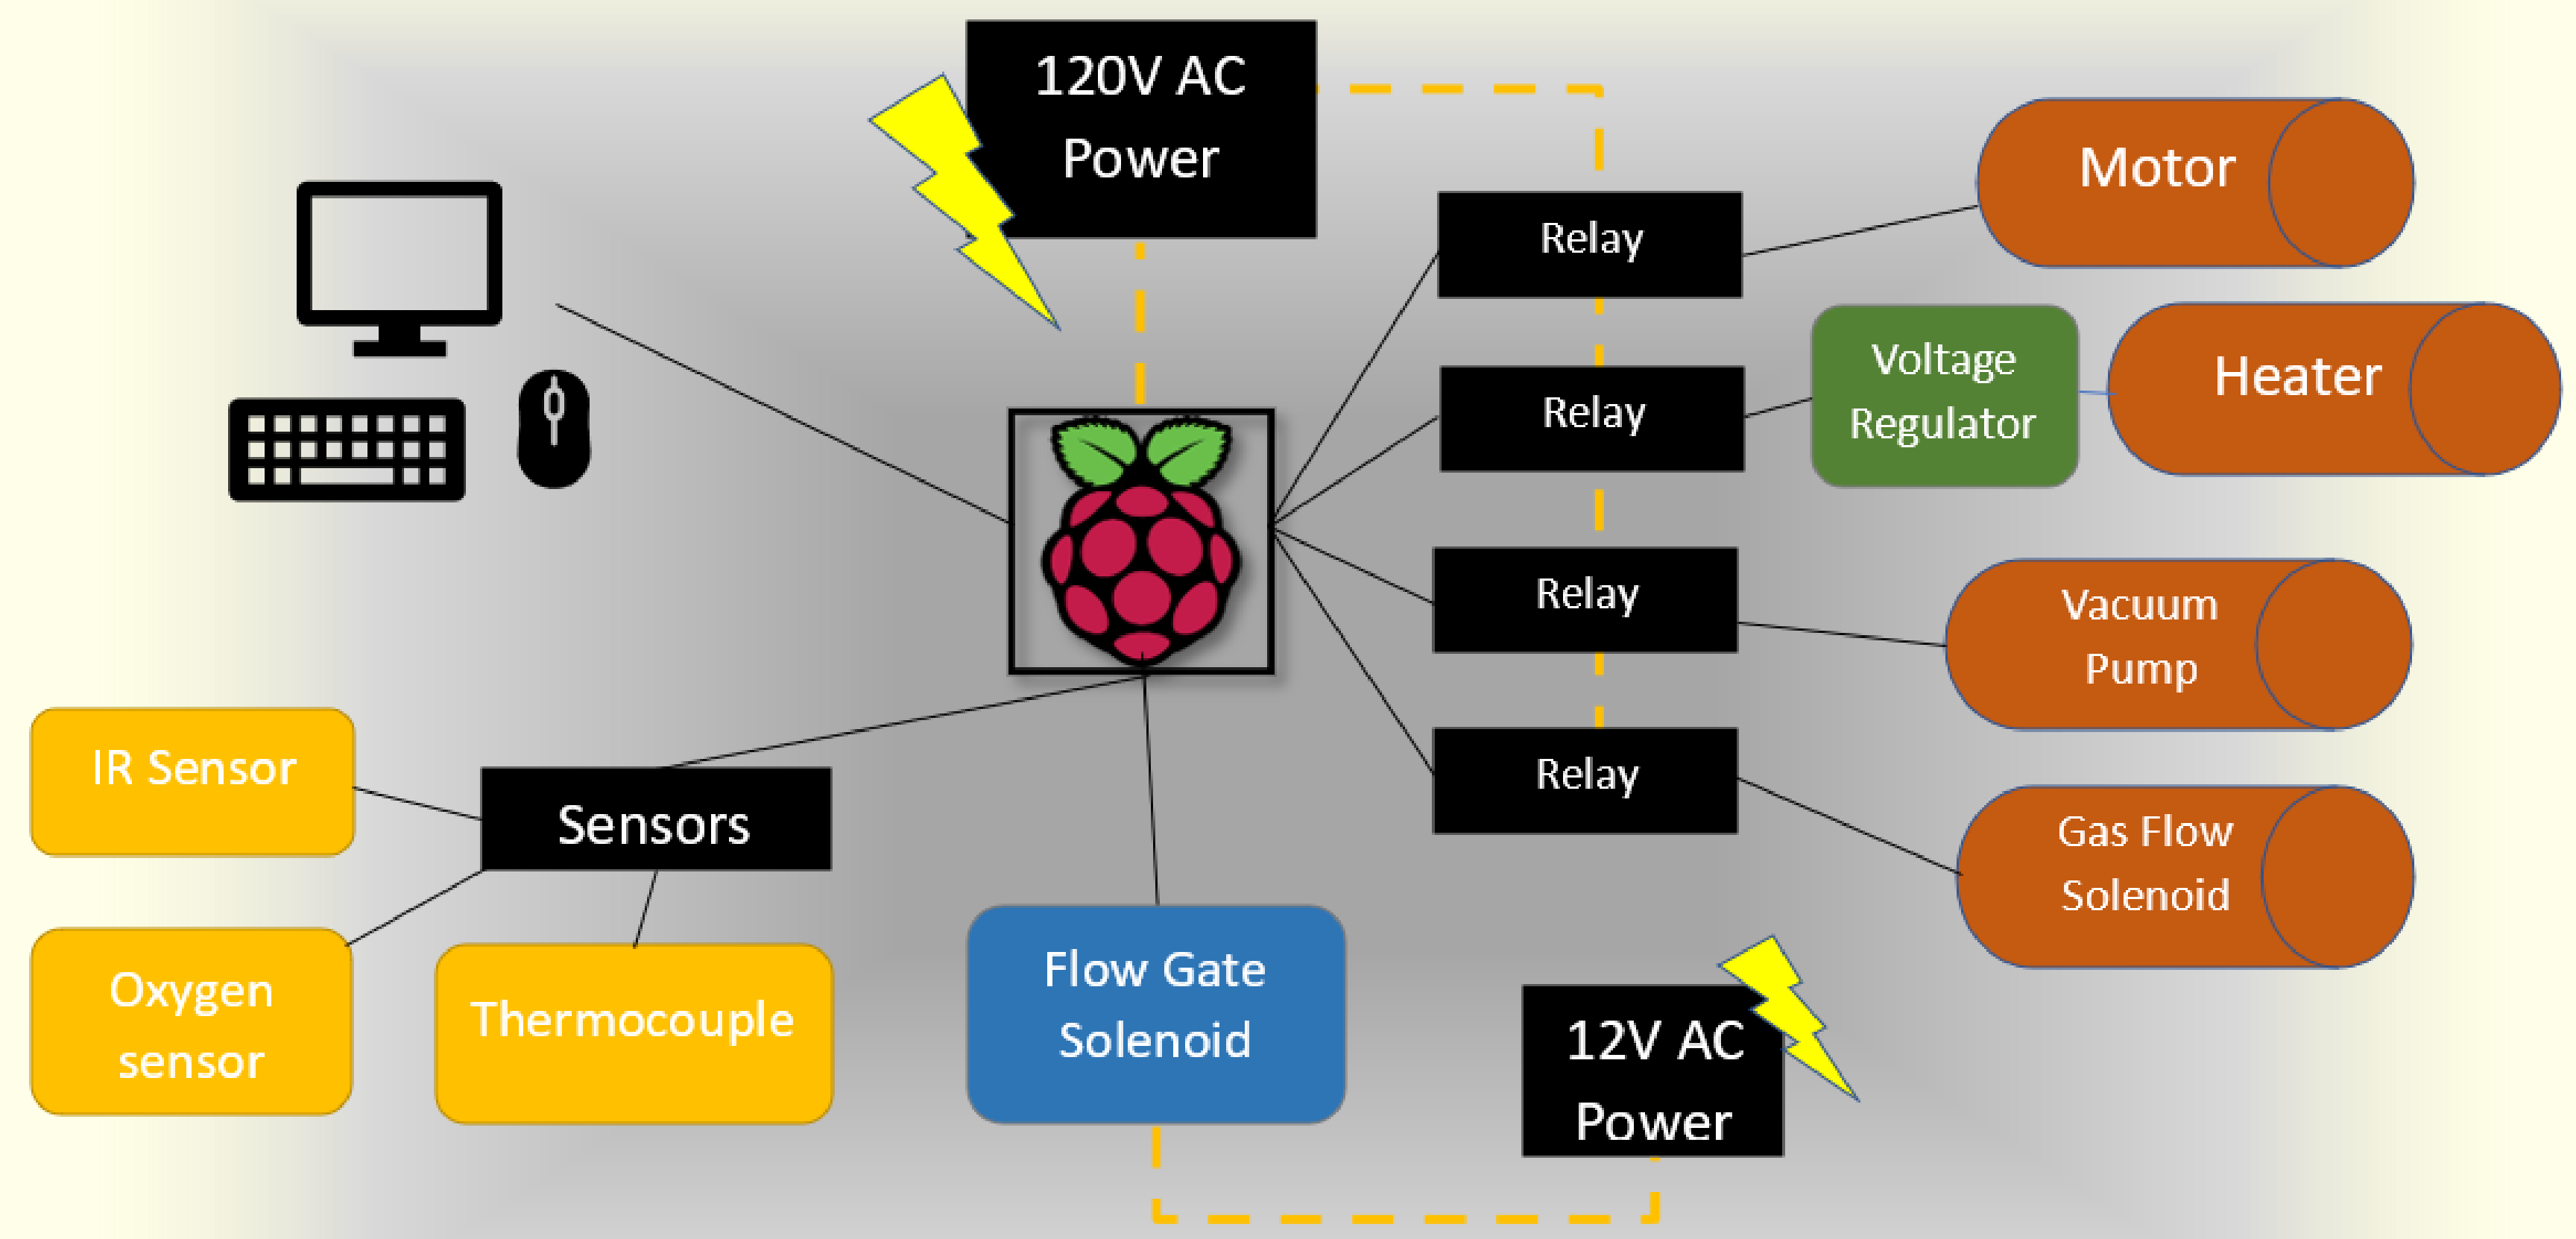 120V AC
Power
Relay
Motor
Relay
Voltage
Regulator
Heater
Relay
Vacuum
Pump
Relay
Gas Flow
Solenoid
IR Sensor
Sensors
Oxygen
sensor
Thermocouple
Flow Gate
Solenoid
12V AC
Power